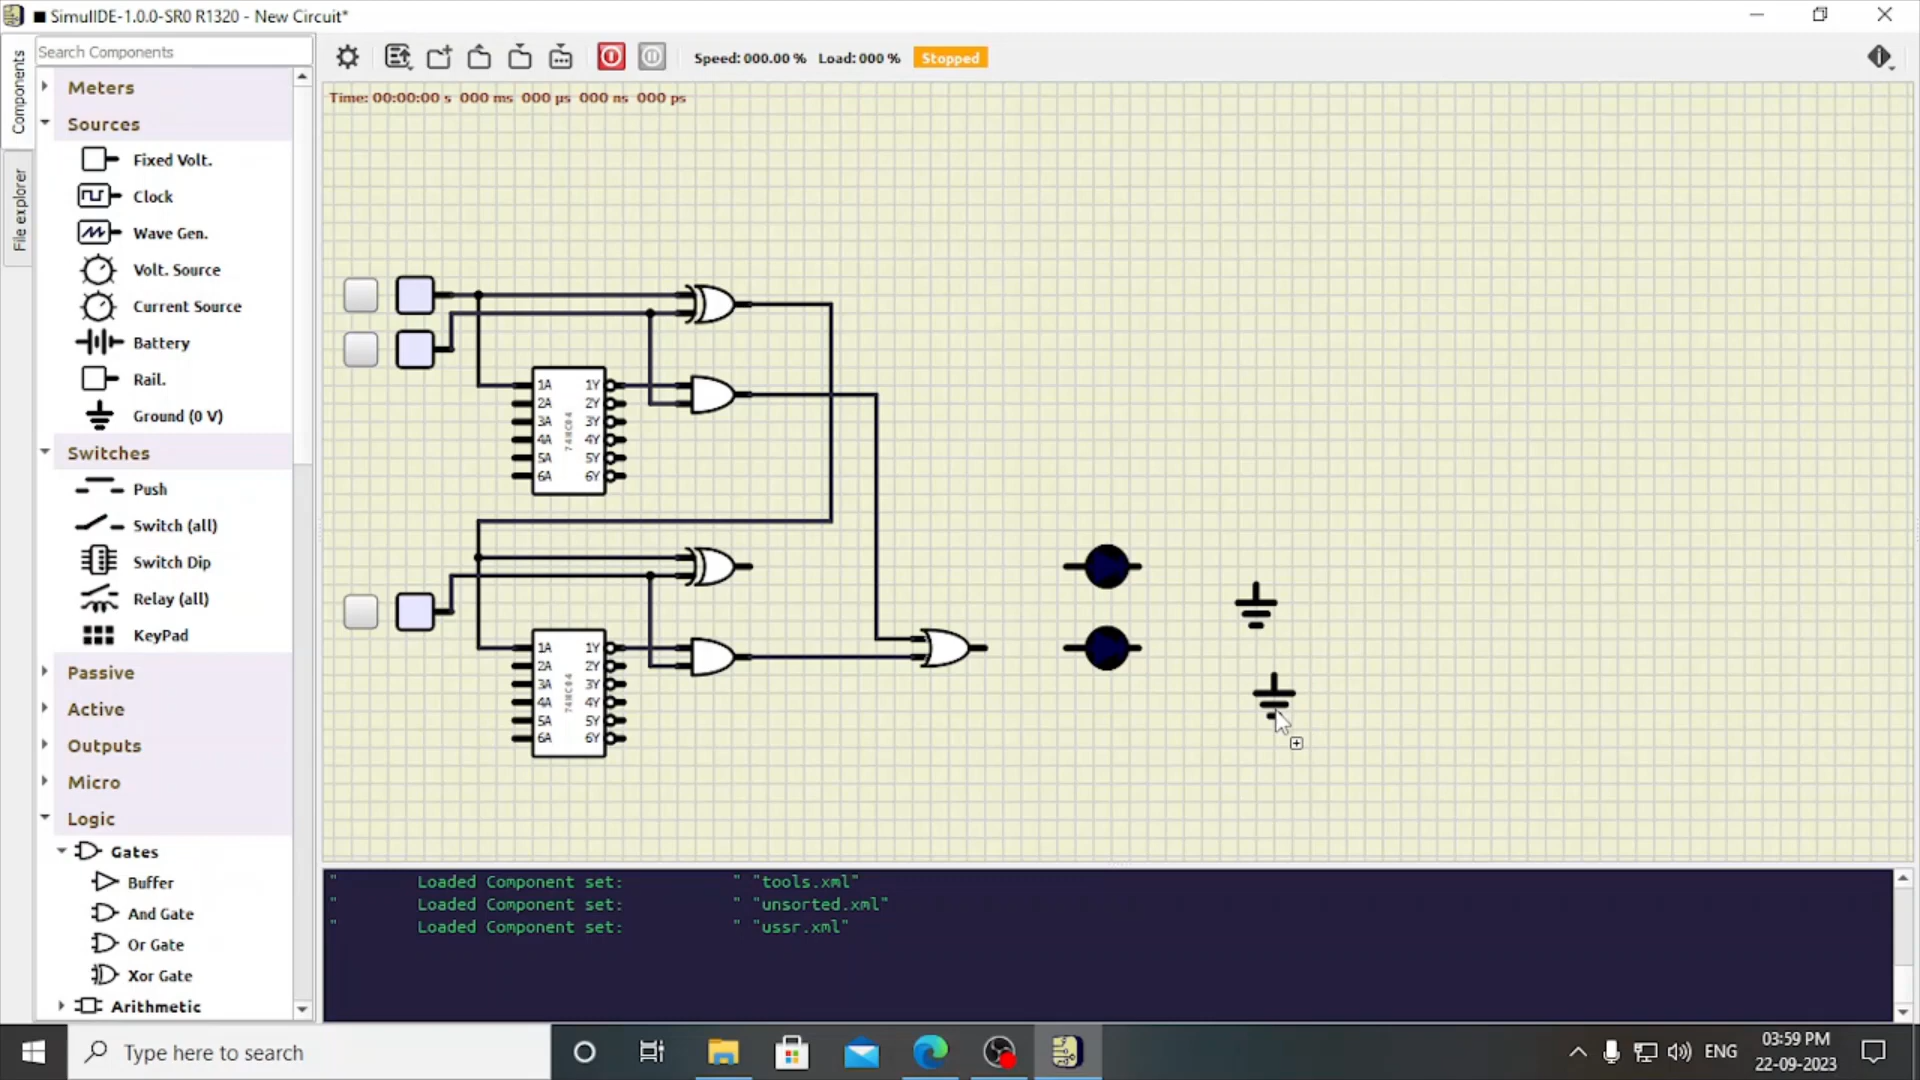 SimulIDE-1.0.0-SR0 R1320 - New Circuit*
Components
File explorer
Search Components
Speed: 000.00 % Load: 000 % Stopped
Time: 00:00:00 s 000 ms 000 µs 000 ns 000 ps
Meters
Sources
Fixed Volt.
Clock
Wave Gen.
Volt. Source
Current Source
Battery
Rail.
Ground (0 V)
Switches
Push
Switch (all)
Switch Dip
Relay (all)
KeyPad
Passive
Active
Outputs
Micro
Logic
Gates
Buffer
And Gate
Or Gate
Xor Gate
Arithmetic
1A 1Y
2A 2Y
3A 3Y
4A 4Y
5A 5Y
6A 6Y
74HC04
1A 1Y
2A 2Y
3A 3Y
4A 4Y
5A 5Y
6A 6Y
74HC04
" Loaded Component set: " "tools.xml"
" Loaded Component set: " "unsorted.xml"
" Loaded Component set: " "ussr.xml"
Type here to search
ENG
03:59 PM
22-09-2023